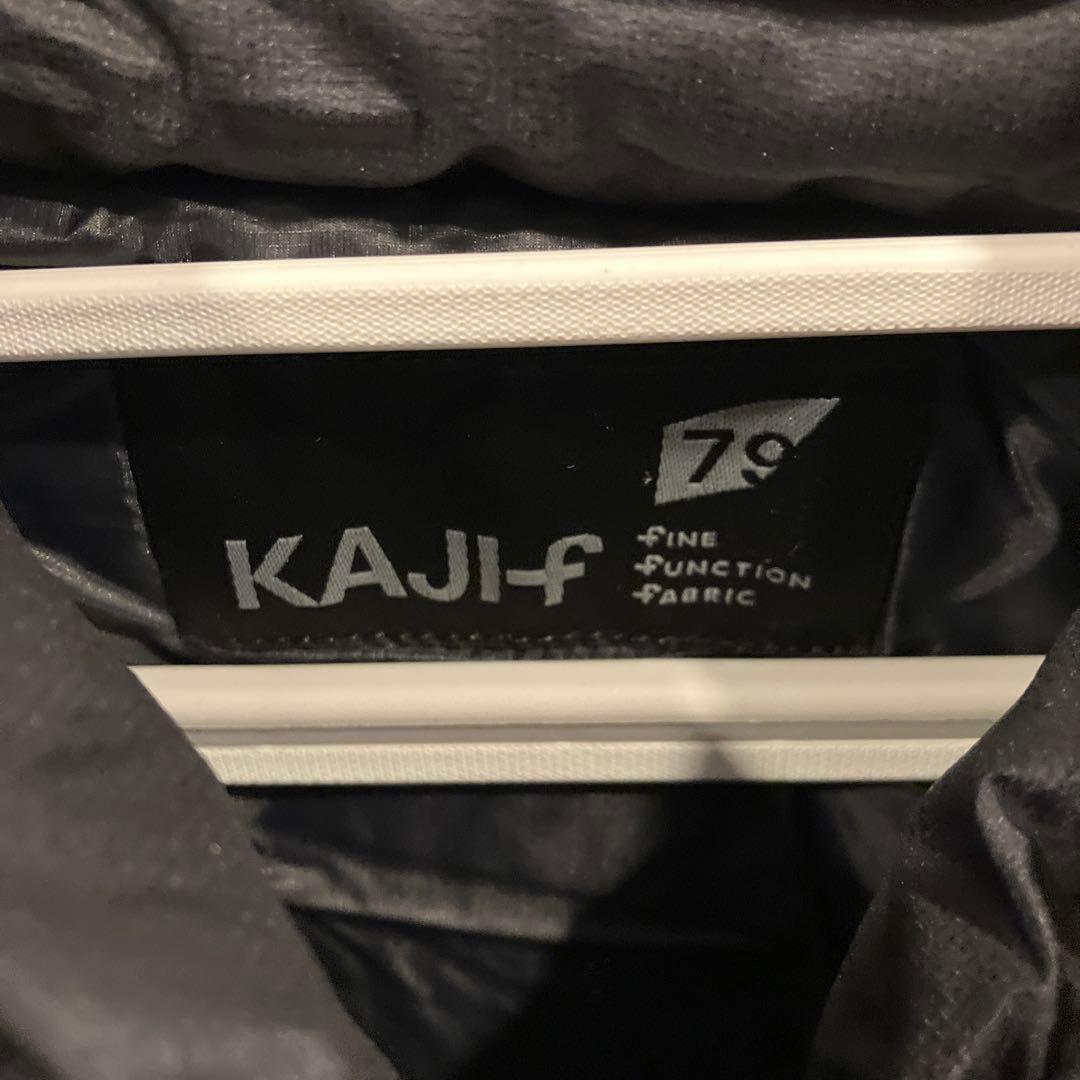 79
KAJI-f
fINE
fUNCTION
fABRIC